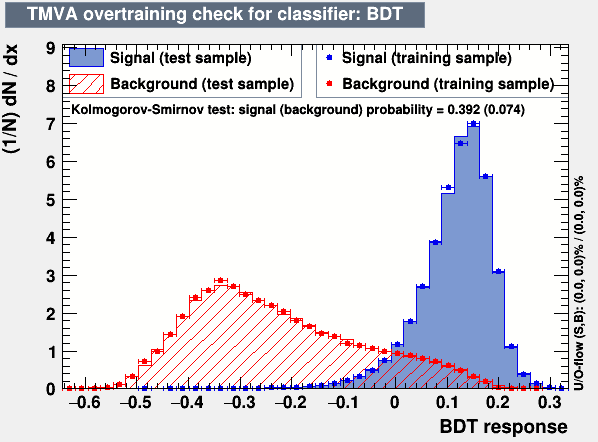 TMVA overtraining check for classifier: BDT
(1/N) dN / dx
9
8
7
6
5
4
3
2
1
0
Signal (test sample)
Signal (training sample)
Background (test sample)
Background (training sample)
Kolmogorov-Smirnov test: signal (background) probability = 0.392 (0.074)
U/O-flow (S,B): (0.0, 0.0)% / (0.0, 0.0)%
−0.6 −0.5 −0.4 −0.3 −0.2 −0.1 0 0.1 0.2 0.3
BDT response